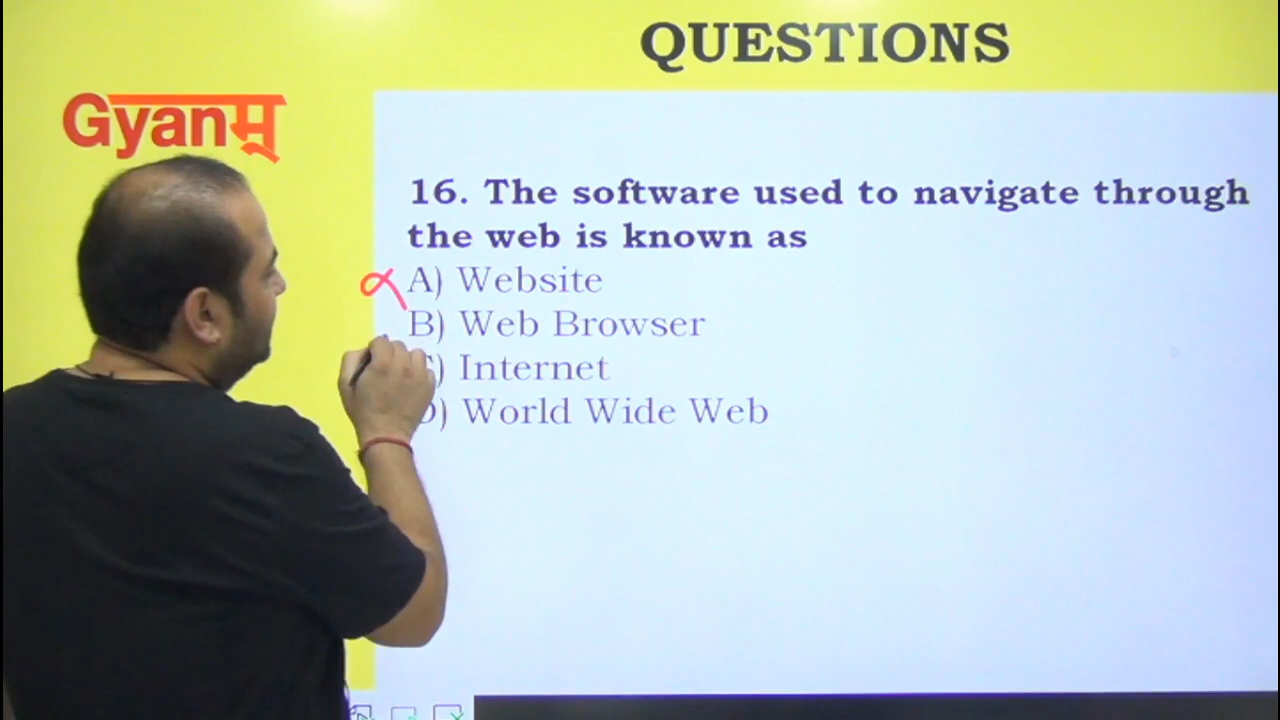 QUESTIONS
Gyanम्
16. The software used to navigate through
the web is known as
A) Website
B) Web Browser
) Internet
D) World Wide Web